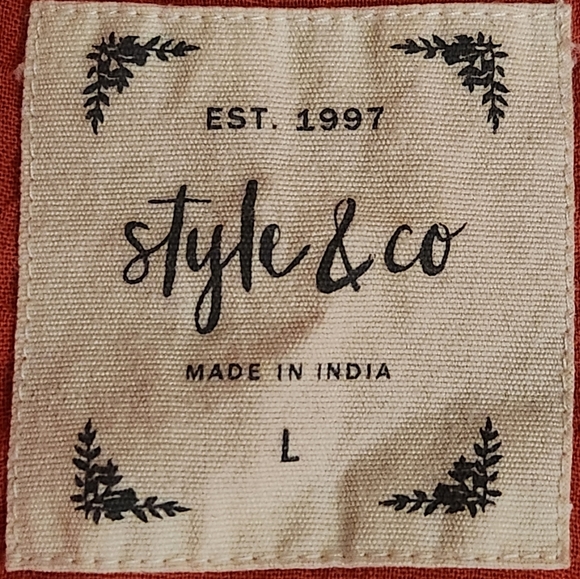 EST. 1997
style & co
MADE IN INDIA
L